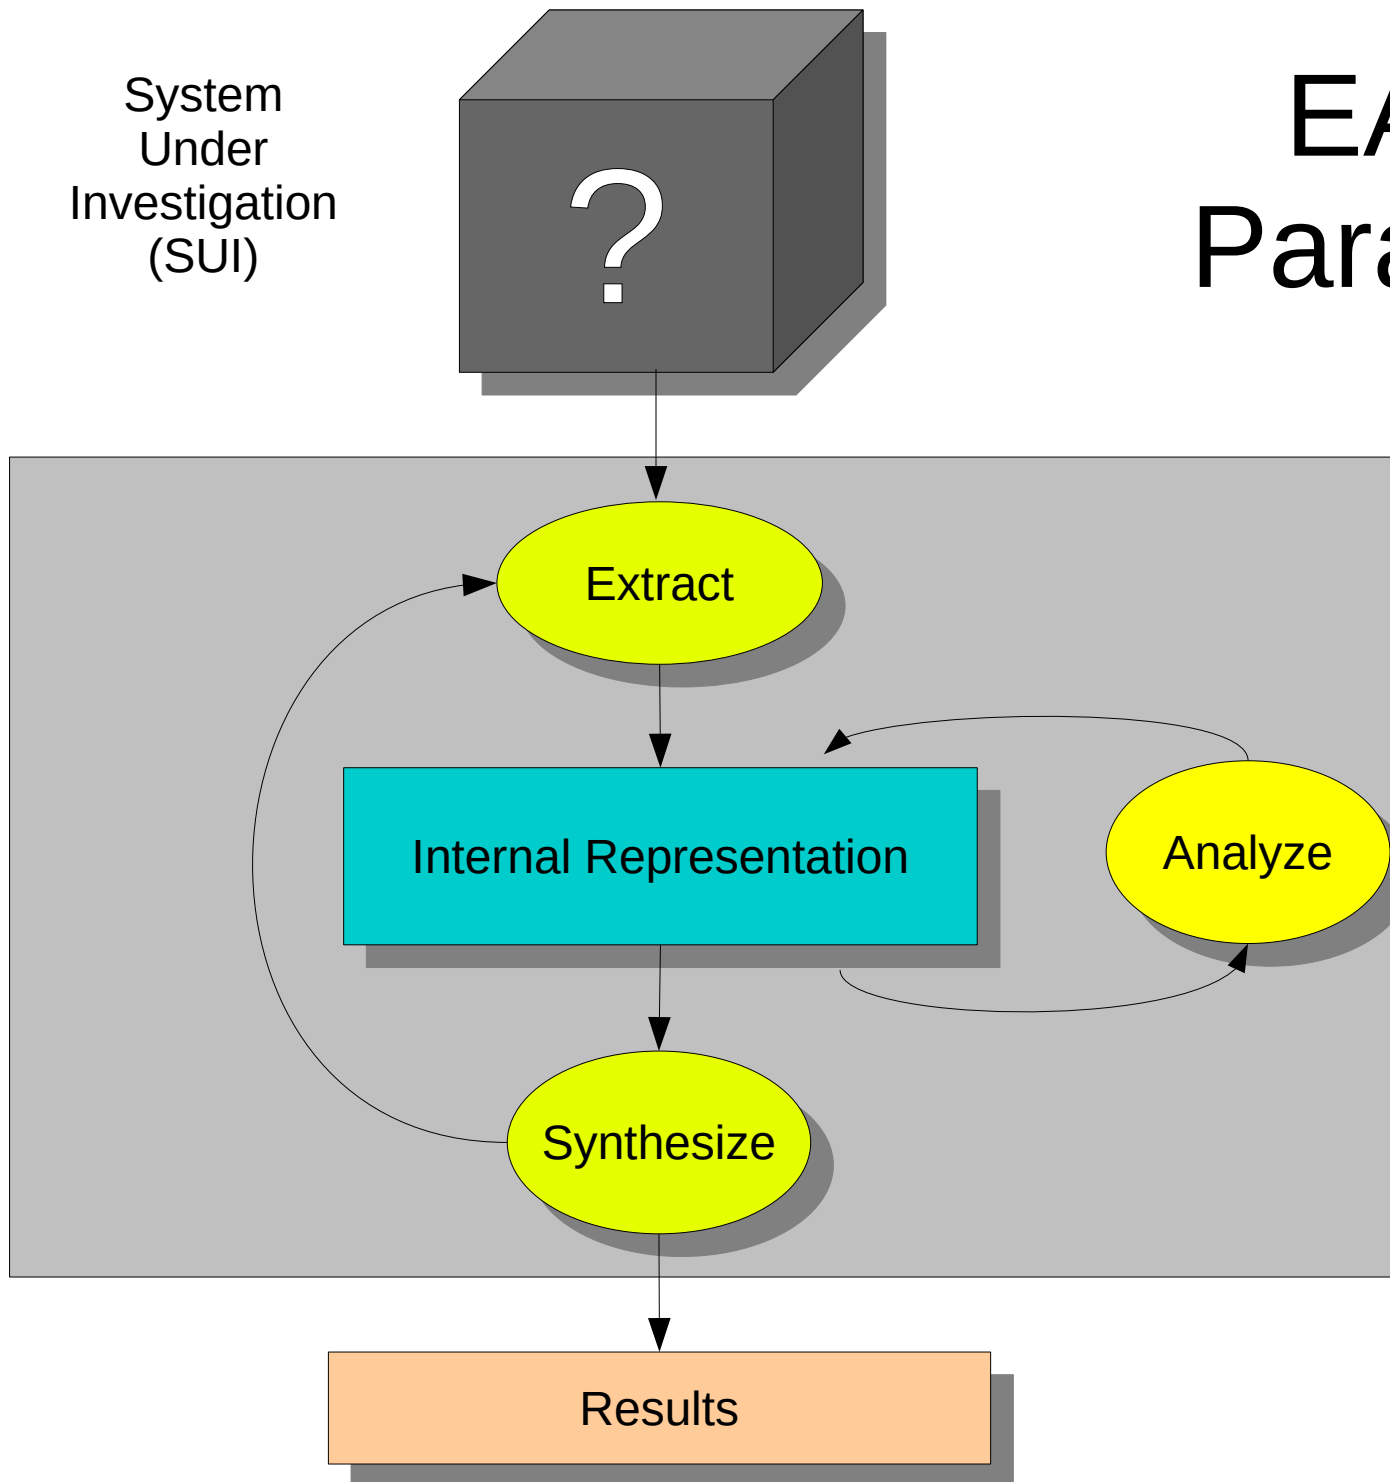 System
Under
Investigation
(SUI)
?
Extract
Internal Representation
Analyze
Synthesize
Results